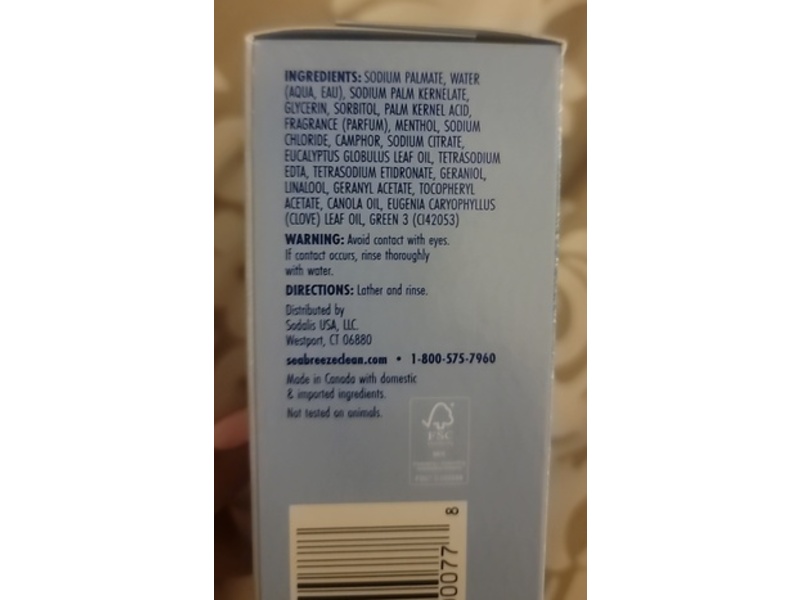 INGREDIENTS: SODIUM PALMATE, WATER
(AQUA, EAU), SODIUM PALM KERNELATE,
GLYCERIN, SORBITOL, PALM KERNEL ACID,
FRAGRANCE (PARFUM), MENTHOL, SODIUM
CHLORIDE, CAMPHOR, SODIUM CITRATE,
EUCALYPTUS GLOBULUS LEAF OIL, TETRASODIUM
EDTA, TETRASODIUM ETIDRONATE, GERANIOL,
LINALOOL, GERANYL ACETATE, TOCOPHERYL
ACETATE, CANOLA OIL, EUGENIA CARYOPHYLLUS
(CLOVE) LEAF OIL, GREEN 3 (CI42053)
WARNING: Avoid contact with eyes.
If contact occurs, rinse thoroughly
with water.
DIRECTIONS: Lather and rinse.
Distributed by
Sodalis USA, LLC.
Westport, CT 06880
seabreezeclean.com • 1-800-575-7960
Made in Canada with domestic
& imported ingredients.
Not tested on animals.
FSC
0077
8